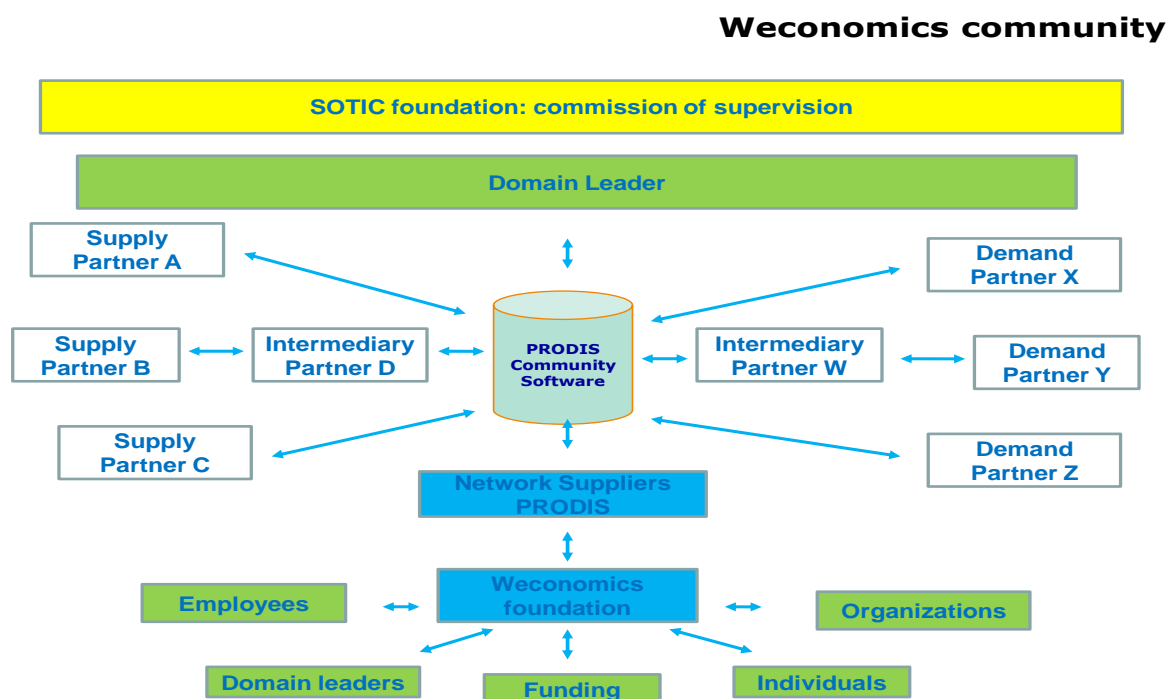 Weconomics community
SOTIC foundation: commission of supervision
Domain Leader
Supply
Partner A
Demand
Partner X
Supply
Partner B
Intermediary
Partner D
PRODIS
Community
Software
Intermediary
Partner W
Demand
Partner Y
Supply
Partner C
Demand
Partner Z
Network Suppliers
PRODIS
Weconomics
foundation
Employees
Organizations
Domain leaders
Funding
Individuals